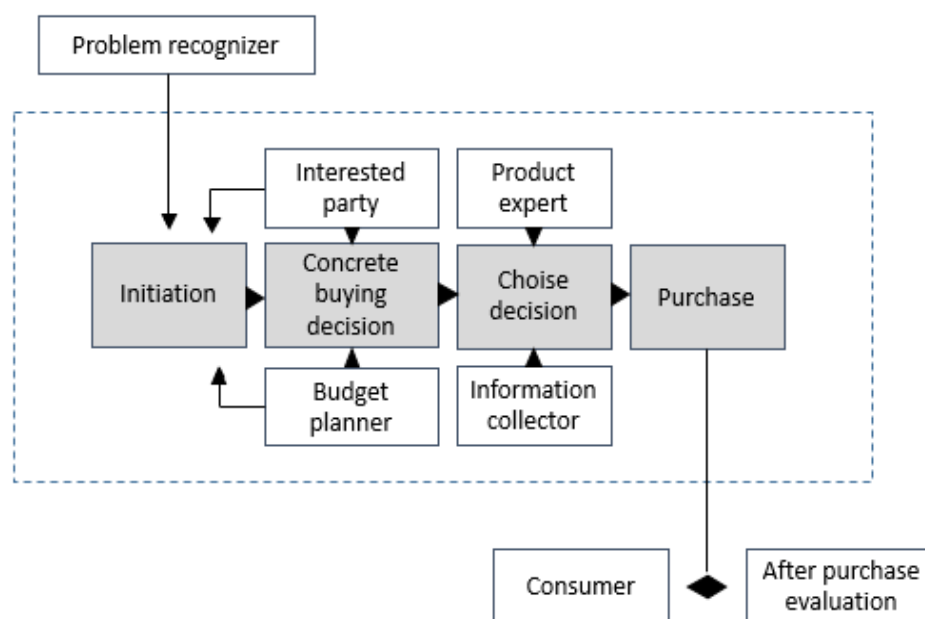 Problem recognizer
Interested
party
Product
expert
Initiation
Concrete
buying
decision
Choise
decision
Purchase
Budget
planner
Information
collector
Consumer
After purchase
evaluation